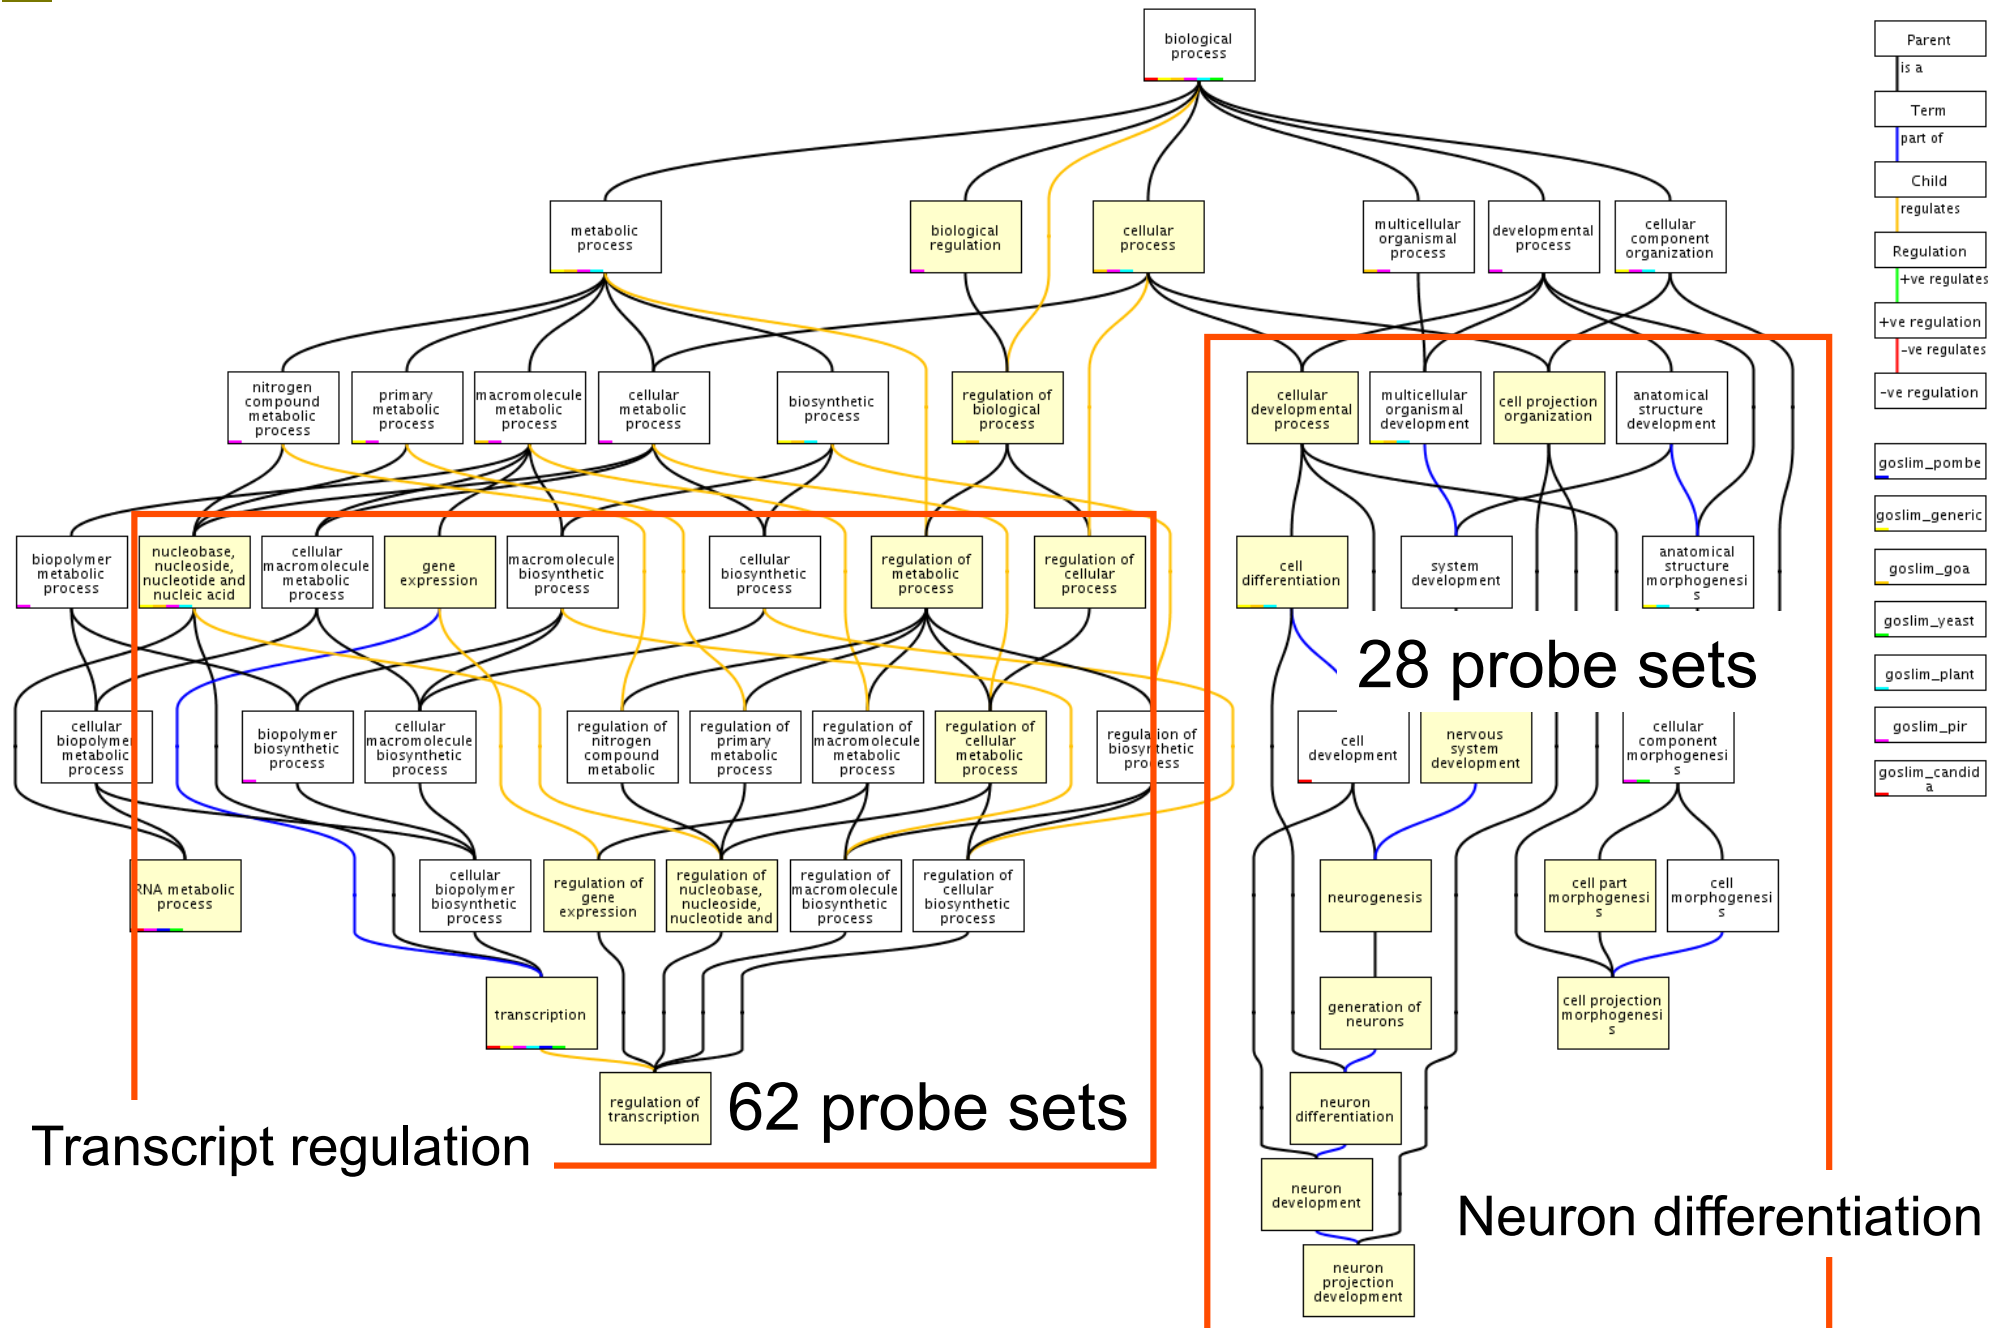 biological
process
metabolic
process
biological
regulation
cellular
process
multicellular
organismal
process
developmental
process
cellular
component
organization
nitrogen
compound
metabolic
process
primary
metabolic
process
macromolecule
metabolic
process
cellular
metabolic
process
biosynthetic
process
regulation of
biological
process
cellular
developmental
process
multicellular
organismal
development
cell projection
organization
anatomical
structure
development
biopolymer
metabolic
process
nucleobase,
nucleoside,
nucleotide and
nucleic acid
cellular
macromolecule
metabolic
process
gene
expression
macromolecule
biosynthetic
process
cellular
biosynthetic
process
regulation of
metabolic
process
regulation of
cellular
process
cell
differentiation
system
development
anatomical
structure
morphogenesi
s
28 probe sets
cellular
biopolymer
metabolic
process
biopolymer
biosynthetic
process
cellular
macromolecule
biosynthetic
process
regulation of
nitrogen
compound
metabolic
regulation of
primary
metabolic
process
regulation of
macromolecule
metabolic
process
regulation of
cellular
metabolic
process
regulation of
biosynthetic
process
cell
development
nervous
system
development
cellular
component
morphogenesi
s
RNA metabolic
process
cellular
biopolymer
biosynthetic
process
regulation of
gene
expression
regulation of
nucleobase,
nucleoside,
nucleotide and
regulation of
macromolecule
biosynthetic
process
regulation of
cellular
biosynthetic
process
neurogenesis
cell part
morphogenesi
s
cell
morphogenesi
s
transcription
generation of
neurons
cell projection
morphogenesi
s
regulation of
transcription
62 probe sets
neuron
differentiation
Transcript regulation
neuron
development
Neuron differentiation
neuron
projection
development
Parent
is a
Term
part of
Child
regulates
Regulation
+ve regulates
+ve regulation
-ve regulates
-ve regulation
goslim_pombe
goslim_generic
goslim_goa
goslim_yeast
goslim_plant
goslim_pir
goslim_candid
a